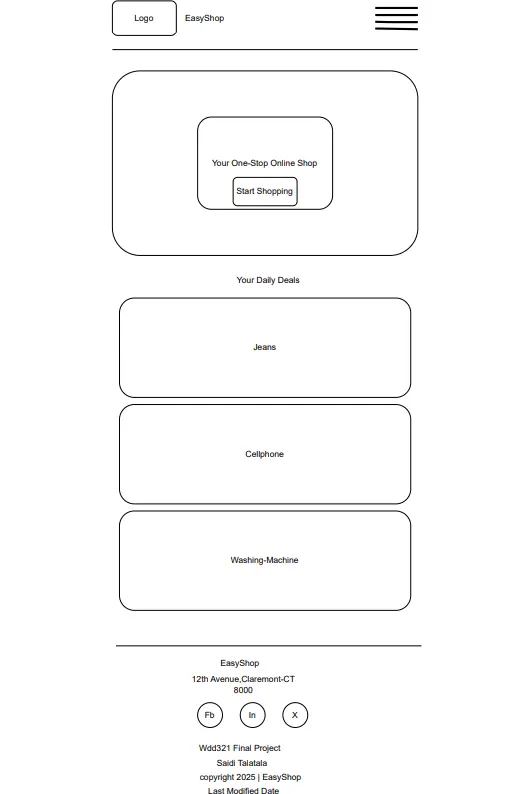 Logo
EasyShop
Your One-Stop Online Shop
Start Shopping
Your Daily Deals
Jeans
Cellphone
Washing-Machine
EasyShop
12th Avenue,Claremont-CT
8000
Fb
In
X
Wdd321 Final Project
Saidi Talatala
copyright 2025 | EasyShop
Last Modified Date